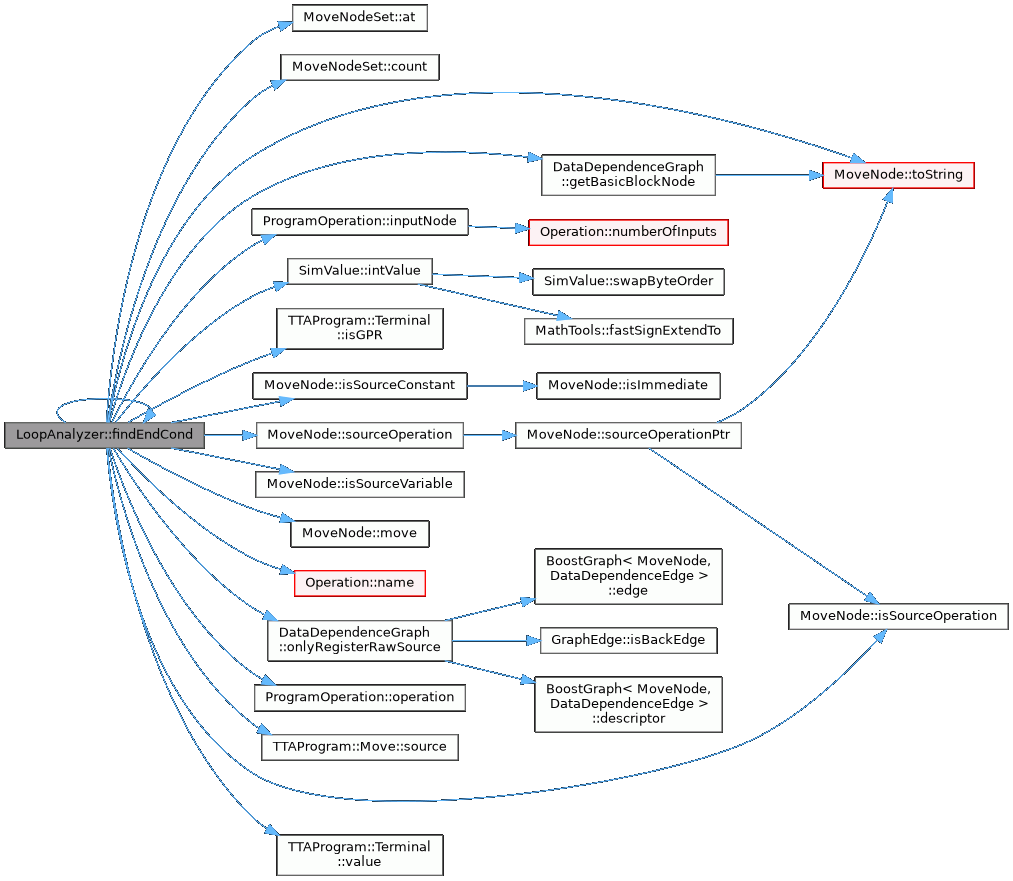 MoveNodeSet::at
MoveNodeSet::count
DataDependenceGraph
::getBasicBlockNode
MoveNode::toString
ProgramOperation::inputNode
Operation::numberOfInputs
SimValue::intValue
SimValue::swapByteOrder
TTAProgram::Terminal
::isGPR
MathTools::fastSignExtendTo
MoveNode::isSourceConstant
MoveNode::isImmediate
LoopAnalyzer::findEndCond
MoveNode::sourceOperation
MoveNode::sourceOperationPtr
MoveNode::isSourceVariable
MoveNode::move
Operation::name
BoostGraph< MoveNode,
DataDependenceEdge >
::edge
MoveNode::isSourceOperation
DataDependenceGraph
::onlyRegisterRawSource
GraphEdge::isBackEdge
ProgramOperation::operation
BoostGraph< MoveNode,
DataDependenceEdge >
::descriptor
TTAProgram::Move::source
TTAProgram::Terminal
::value